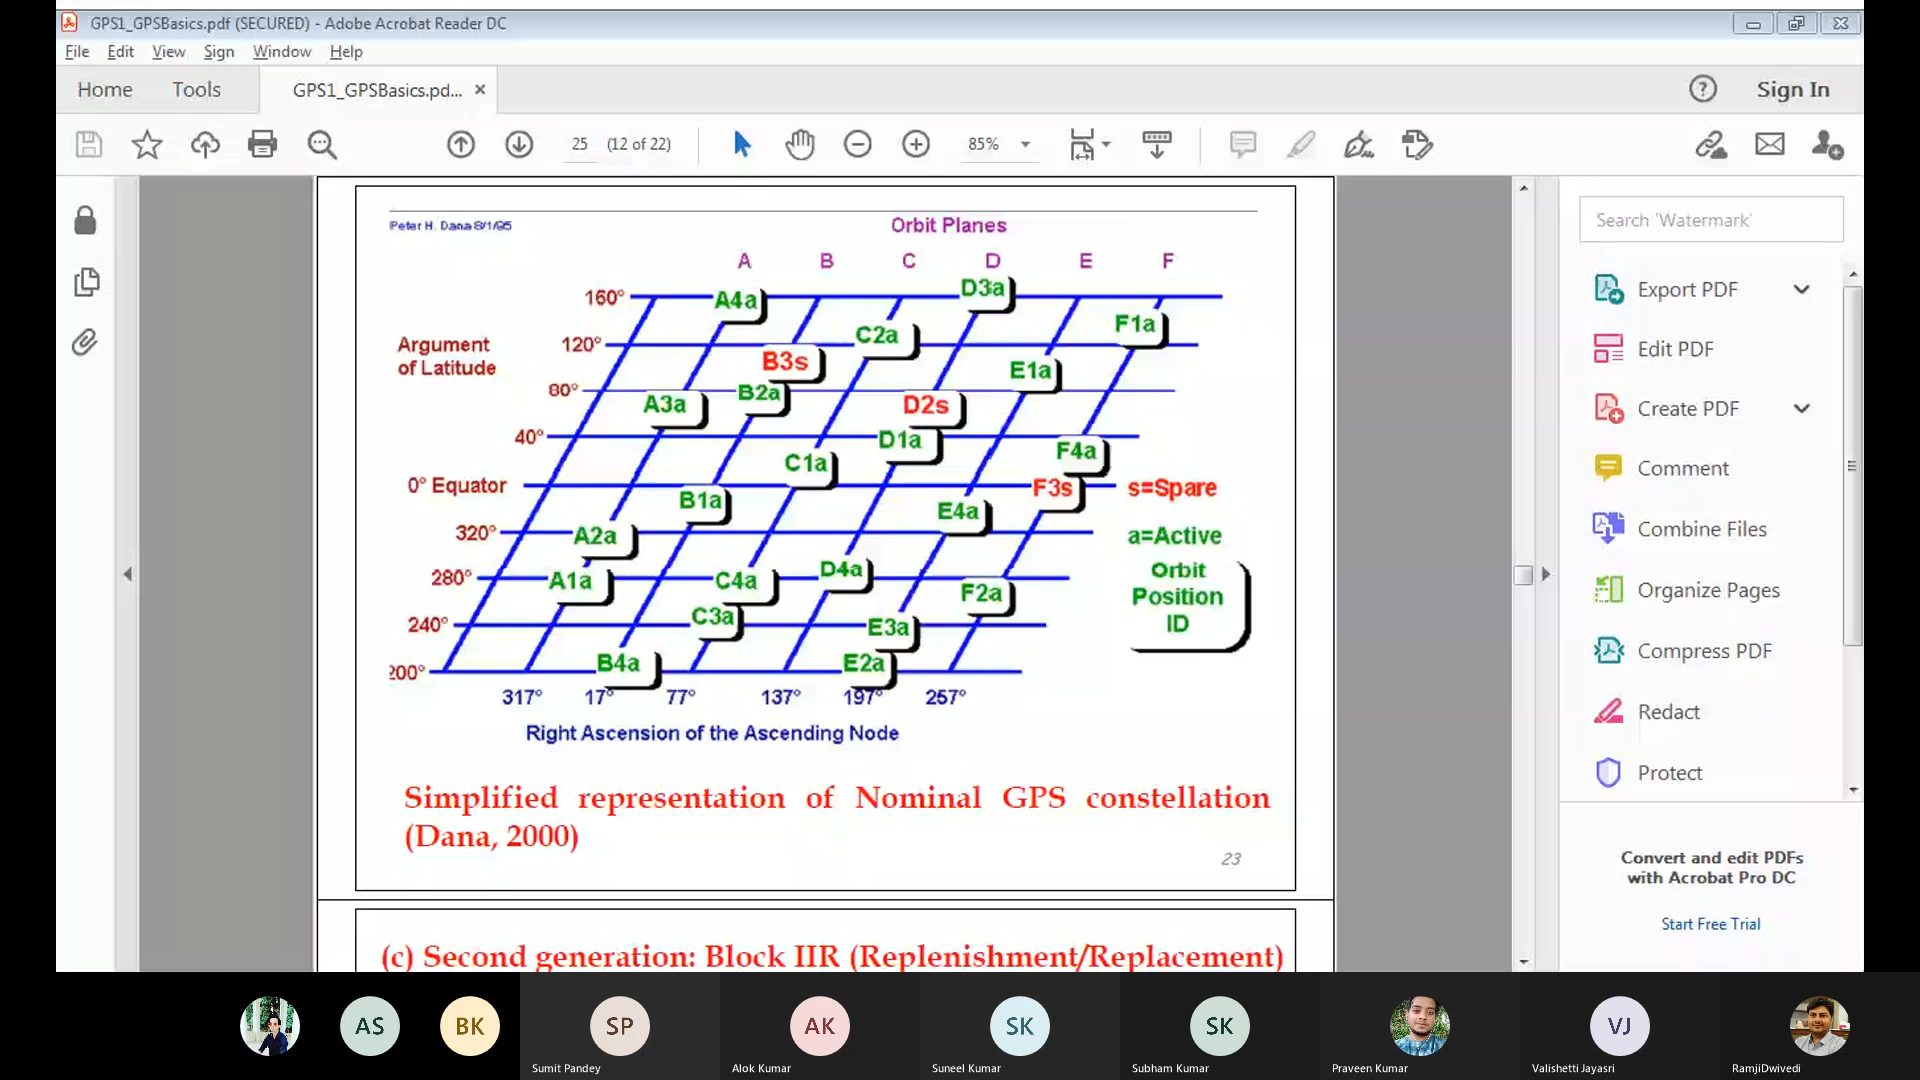 GPS1_GPSBasics.pdf (SECURED) - Adobe Acrobat Reader DC
File Edit View Sign Window Help
Home Tools GPS1_GPSBasics.pd... × Sign In
25 (12 of 22) 85%
Peter H. Dana 8/1/95 Orbit Planes
A B C D E F
160° A4a D3a
F1a
120° C2a
Argument
of Latitude
B3s E1a
80° A3a B2a D2s
40° D1a F4a
C1a
0° Equator B1a F3s s=Spare
E4a
320° A2a a=Active
280° A1a C4a D4a Orbit
F2a Position
240° C3a E3a ID
200° B4a E2a
317° 17° 77° 137° 197° 257°
Right Ascension of the Ascending Node
Simplified representation of Nominal GPS constellation
(Dana, 2000)
23
(c) Second generation: Block IIR (Replenishment/Replacement)
Search 'Watermark'
Export PDF
Edit PDF
Create PDF
Comment
Combine Files
Organize Pages
Compress PDF
Redact
Protect
Convert and edit PDFs
with Acrobat Pro DC
Start Free Trial
AS BK SP AK SK SK VJ
Sumit Pandey Alok Kumar Suneel Kumar Subham Kumar Praveen Kumar Valishetti Jayasri RamjiDwivedi